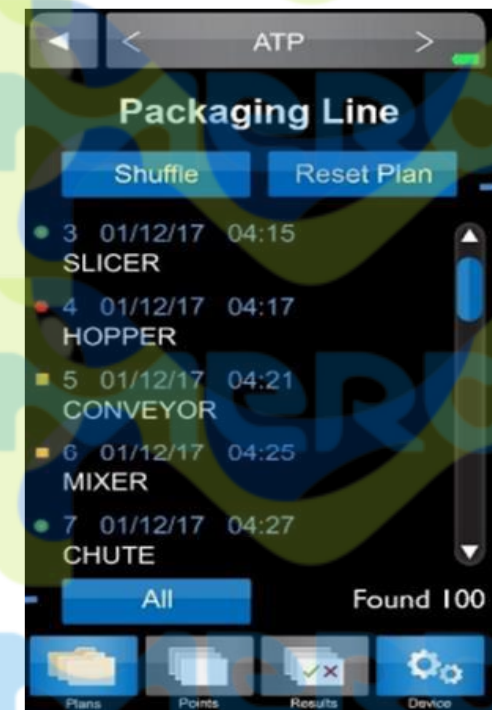 < ATP >
Packaging Line
Shuffle Reset Plan
3 01/12/17 04:15
SLICER
4 01/12/17 04:17
HOPPER
5 01/12/17 04:21
CONVEYOR
6 01/12/17 04:25
MIXER
7 01/12/17 04:27
CHUTE
All Found 100
Plans Points Results Device